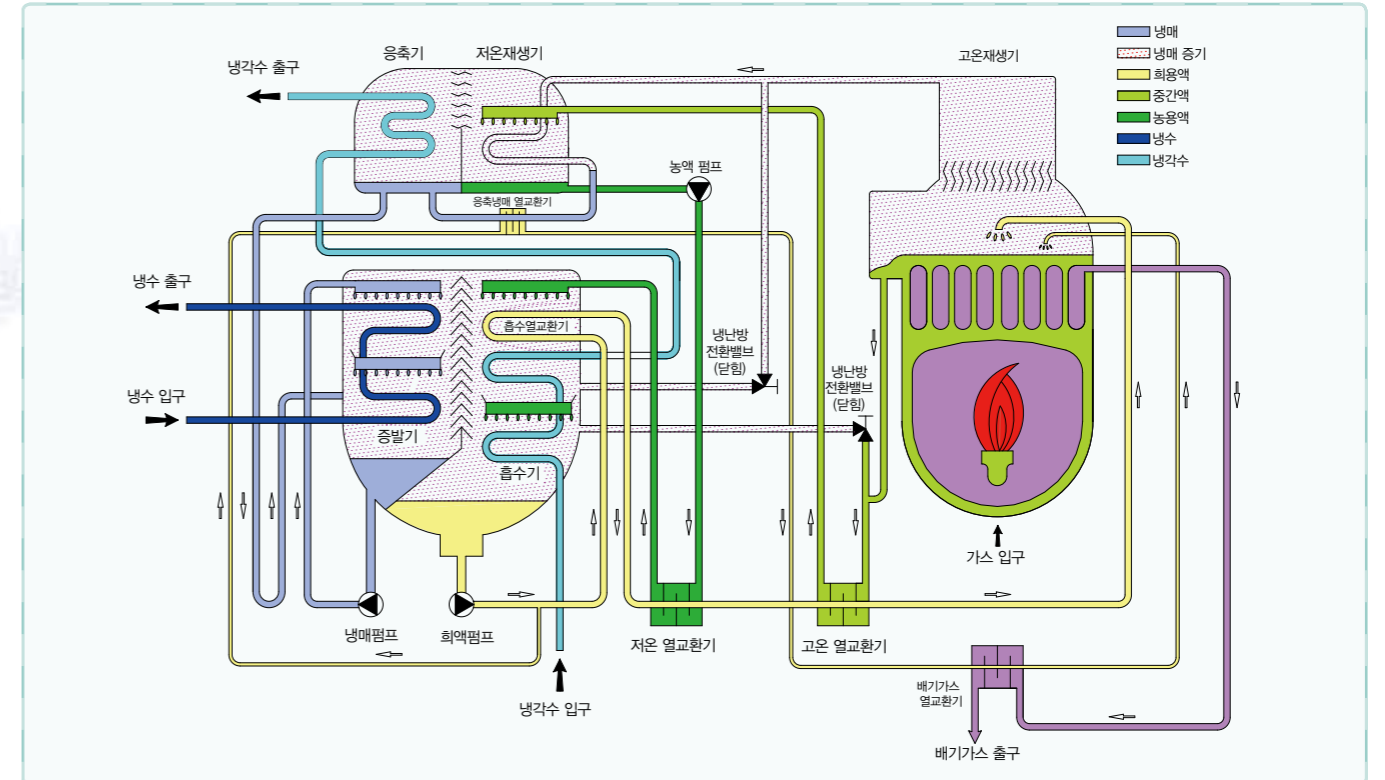 응축기
저온재생기
고온재생기
냉각수 출구
냉매
냉매 증기
희용액
중간액
농용액
냉수
냉각수
농액 펌프
응축냉매 열교환기
냉수 출구
흡수열교환기
냉난방
전환밸브
(닫힘)
냉난방
전환밸브
(닫힘)
냉수 입구
증발기
흡수기
가스 입구
냉매펌프
희액펌프
저온 열교환기
고온 열교환기
냉각수 입구
배기가스
열교환기
배기가스 출구